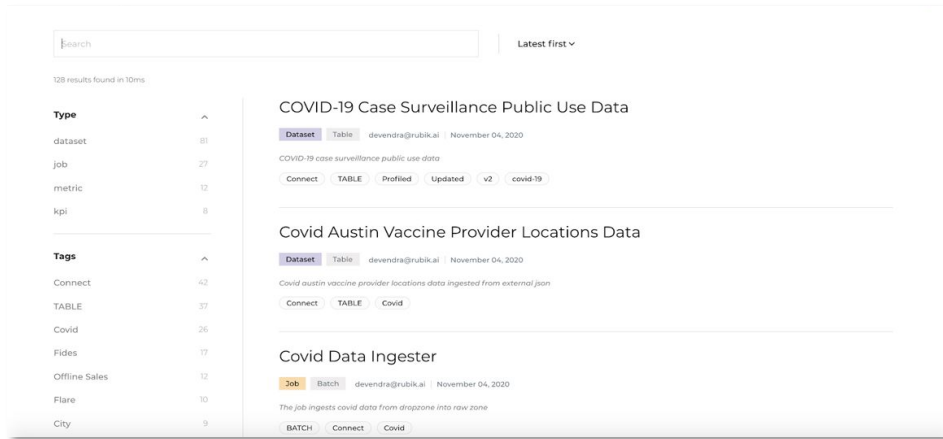 Search
Latest first
128 results found in 10ms
Type
dataset 81
job 27
metric 12
kpi 8
Tags
Connect 42
TABLE 37
Covid 26
Fides 17
Offline Sales 12
Flare 10
City 9
COVID-19 Case Surveillance Public Use Data
Dataset Table devendra@rubik.ai | November 04, 2020
COVID-19 case surveillance public use data
Connect TABLE Profiled Updated v2 covid-19
Covid Austin Vaccine Provider Locations Data
Dataset Table devendra@rubik.ai | November 04, 2020
Covid austin vaccine provider locations data ingested from external json
Connect TABLE Covid
Covid Data Ingester
Job Batch devendra@rubik.ai | November 04, 2020
The job ingests covid data from dropzone into raw zone
BATCH Connect Covid